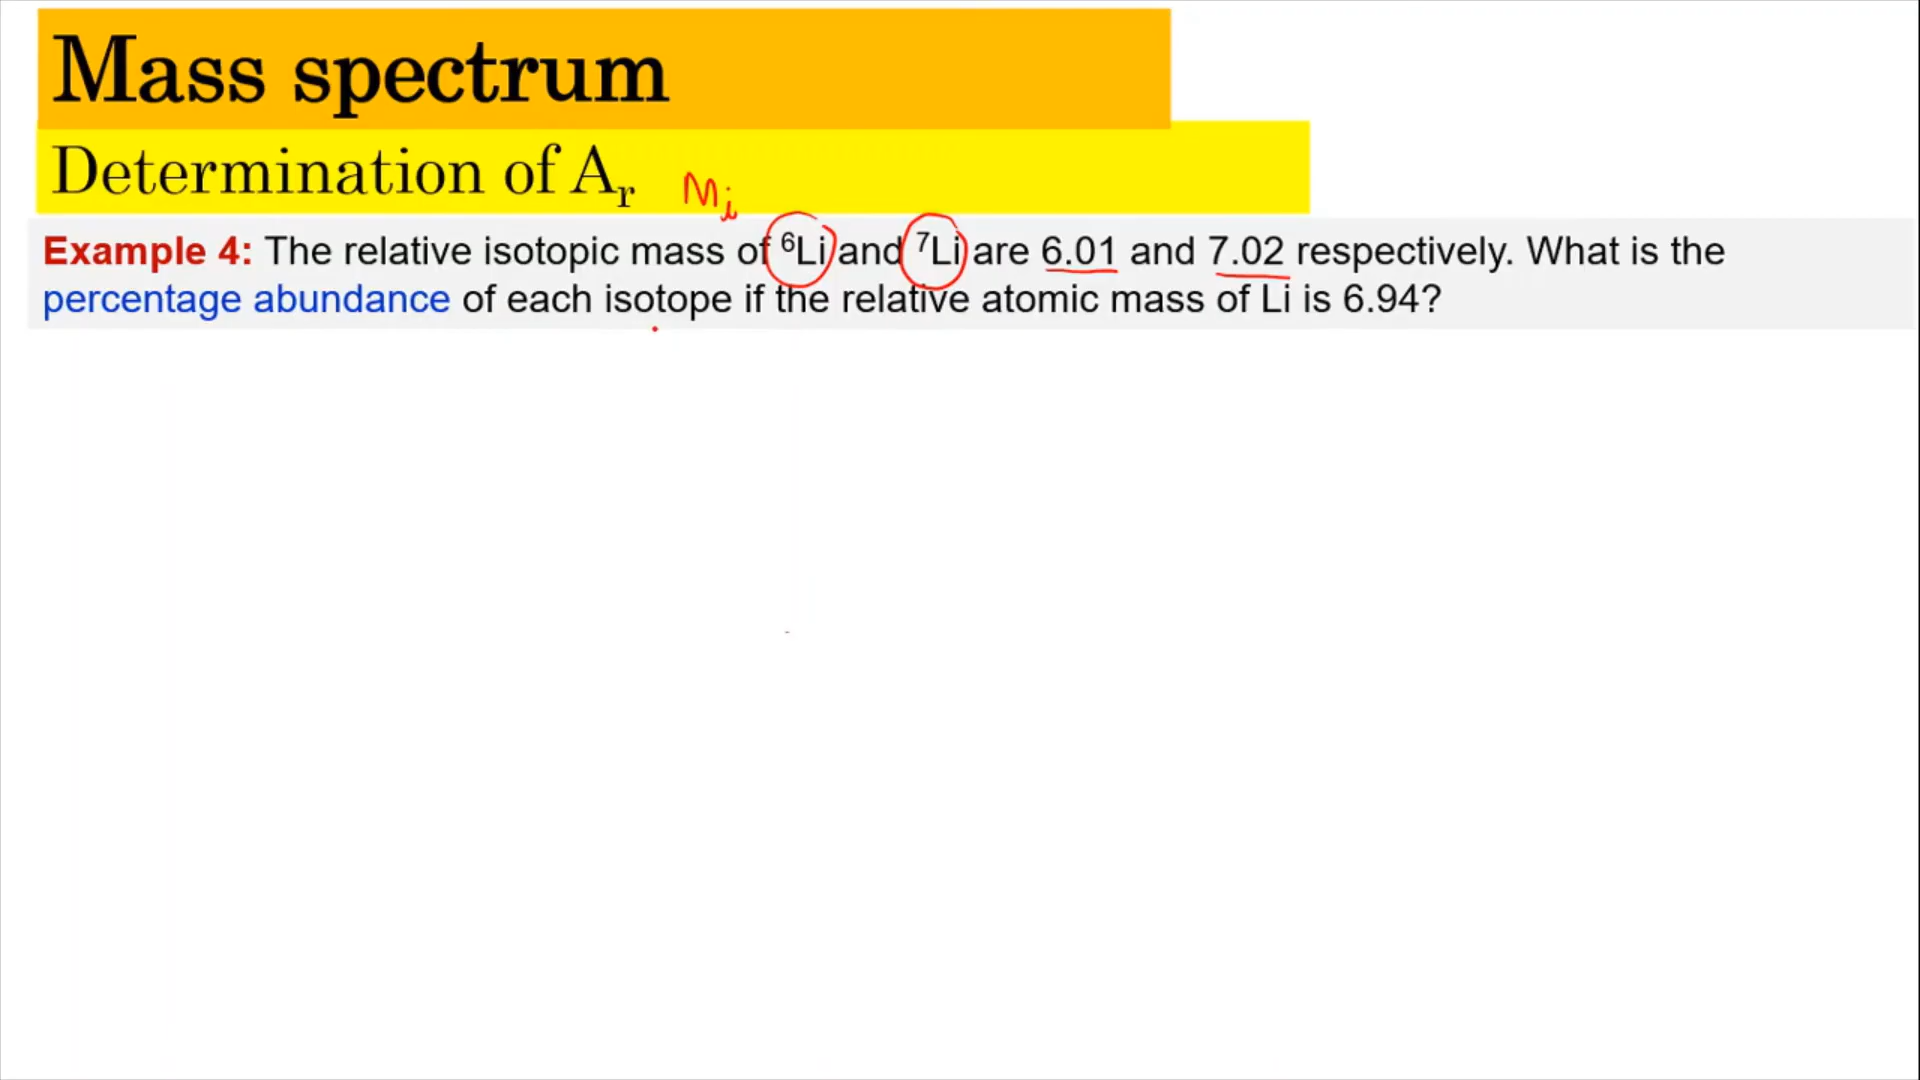 Mass spectrum
Determination of Aᵣ Mᵢ
Example 4: The relative isotopic mass of ⁶Li and ⁷Li are 6.01 and 7.02 respectively. What is the
percentage abundance of each isotope if the relative atomic mass of Li is 6.94?